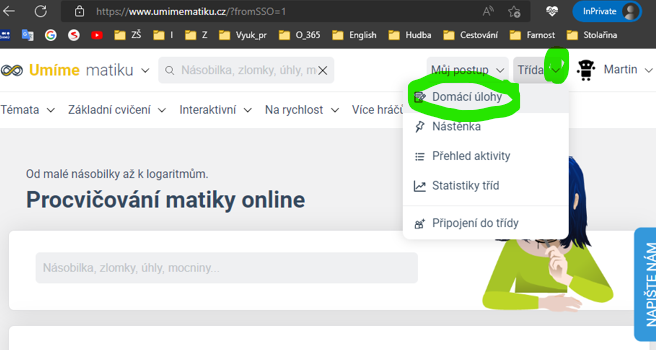 https://www.umimematiku.cz/?fromSSO=1
InPrivate
ZŠ I Z Vyuk_pr O_365 English Hudba Cestování Farnost Stolařina
Umíme matiku
Násobilka, zlomky, úhly, m
Můj postup
Třída
Martin
Témata Základní cvičení Interaktivní Na rychlost Více hráčů
Domácí úlohy
Nástěnka
Přehled aktivity
Statistiky tříd
Připojení do třídy
Od malé násobilky až k logaritmům.
Procvičování matiky online
Násobilka, zlomky, úhly, mocniny...
NAPIŠTE NÁM